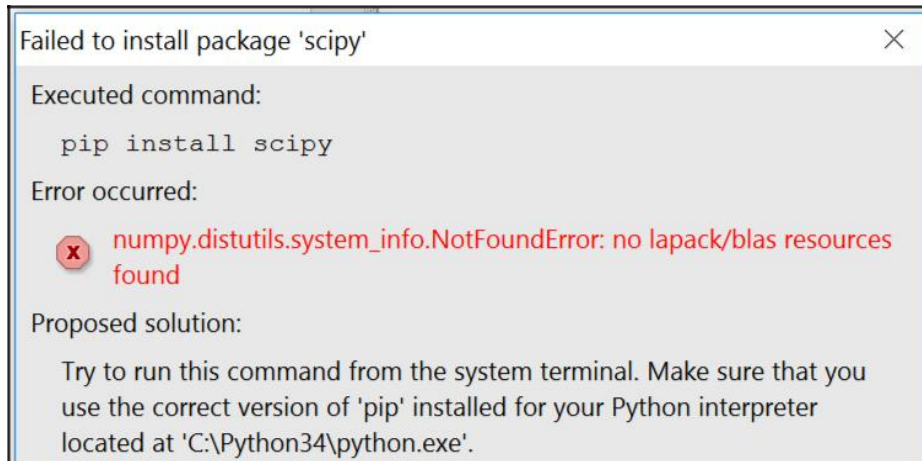 Failed to install package 'scipy'
Executed command:
pip install scipy
Error occurred:
numpy.distutils.system_info.NotFoundError: no lapack/blas resources
found
Proposed solution:
Try to run this command from the system terminal. Make sure that you
use the correct version of 'pip' installed for your Python interpreter
located at 'C:\Python34\python.exe'.